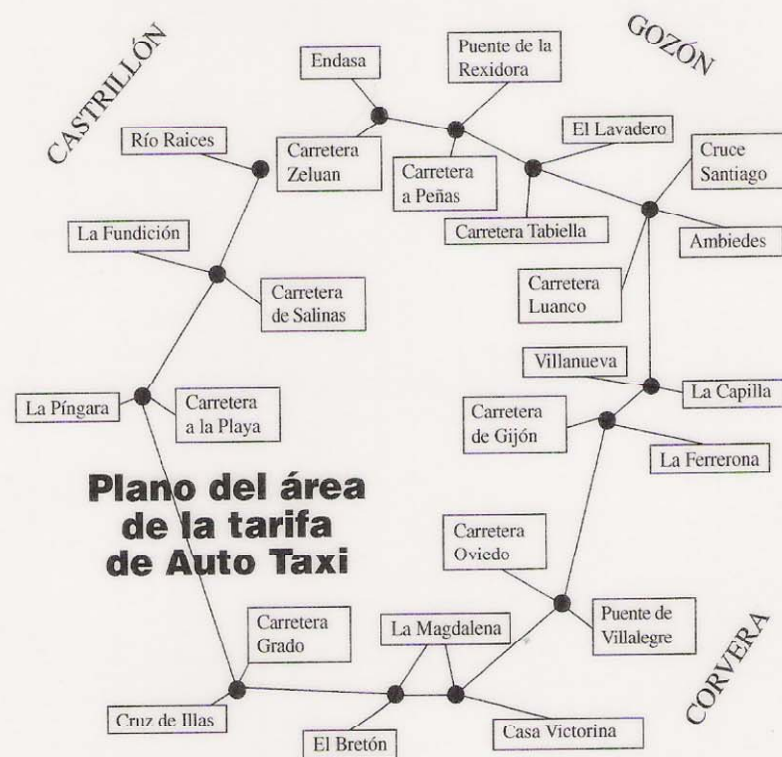 CASTRILLÓN
GOZÓN
Endasa
Puente de la
Rexidora
Río Raices
Carretera
Zeluan
El Lavadero
Cruce
Santiago
Carretera
a Peñas
La Fundición
Carretera Tabiella
Ambiedes
Carretera
de Salinas
Carretera
Luanco
Villanueva
La Píngara
Carretera
a la Playa
La Capilla
Carretera
de Gijón
La Ferrerona
Plano del área
de la tarifa
de Auto Taxi
Carretera
Oviedo
Carretera
Grado
La Magdalena
Puente de
Villalegre
CORVERA
Cruz de Illas
El Bretón
Casa Victorina